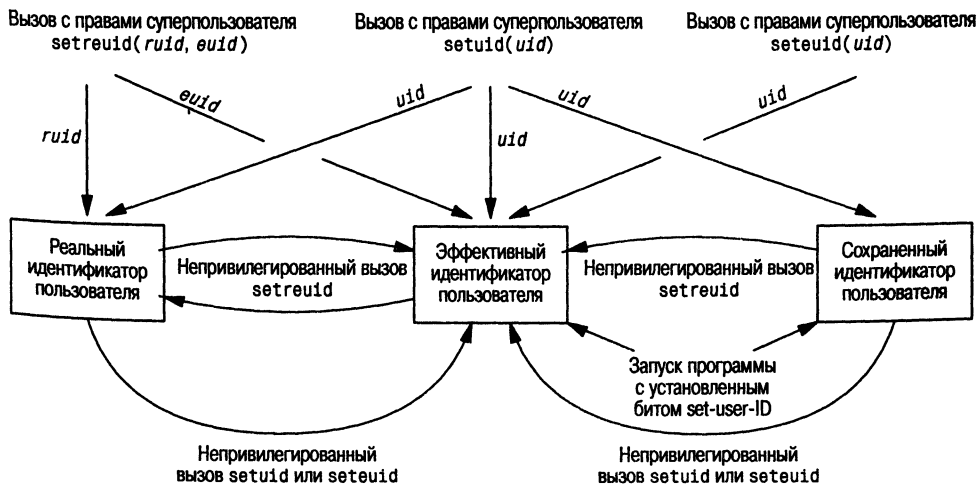 Вызов с правами суперпользователя
setreuid(ruid, euid)
Вызов с правами суперпользователя
setuid(uid)
Вызов с правами суперпользователя
seteuid(uid)
ruid
euid
uid
uid
uid
uid
Реальный
идентификатор
пользователя
Непривилегированный вызов
setreuid
Эффективный
идентификатор
пользователя
Непривилегированный вызов
setreuid
Сохраненный
идентификатор
пользователя
Запуск программы
с установленным
битом set-user-ID
Непривилегированный
вызов setuid или seteuid
Непривилегированный
вызов setuid или seteuid